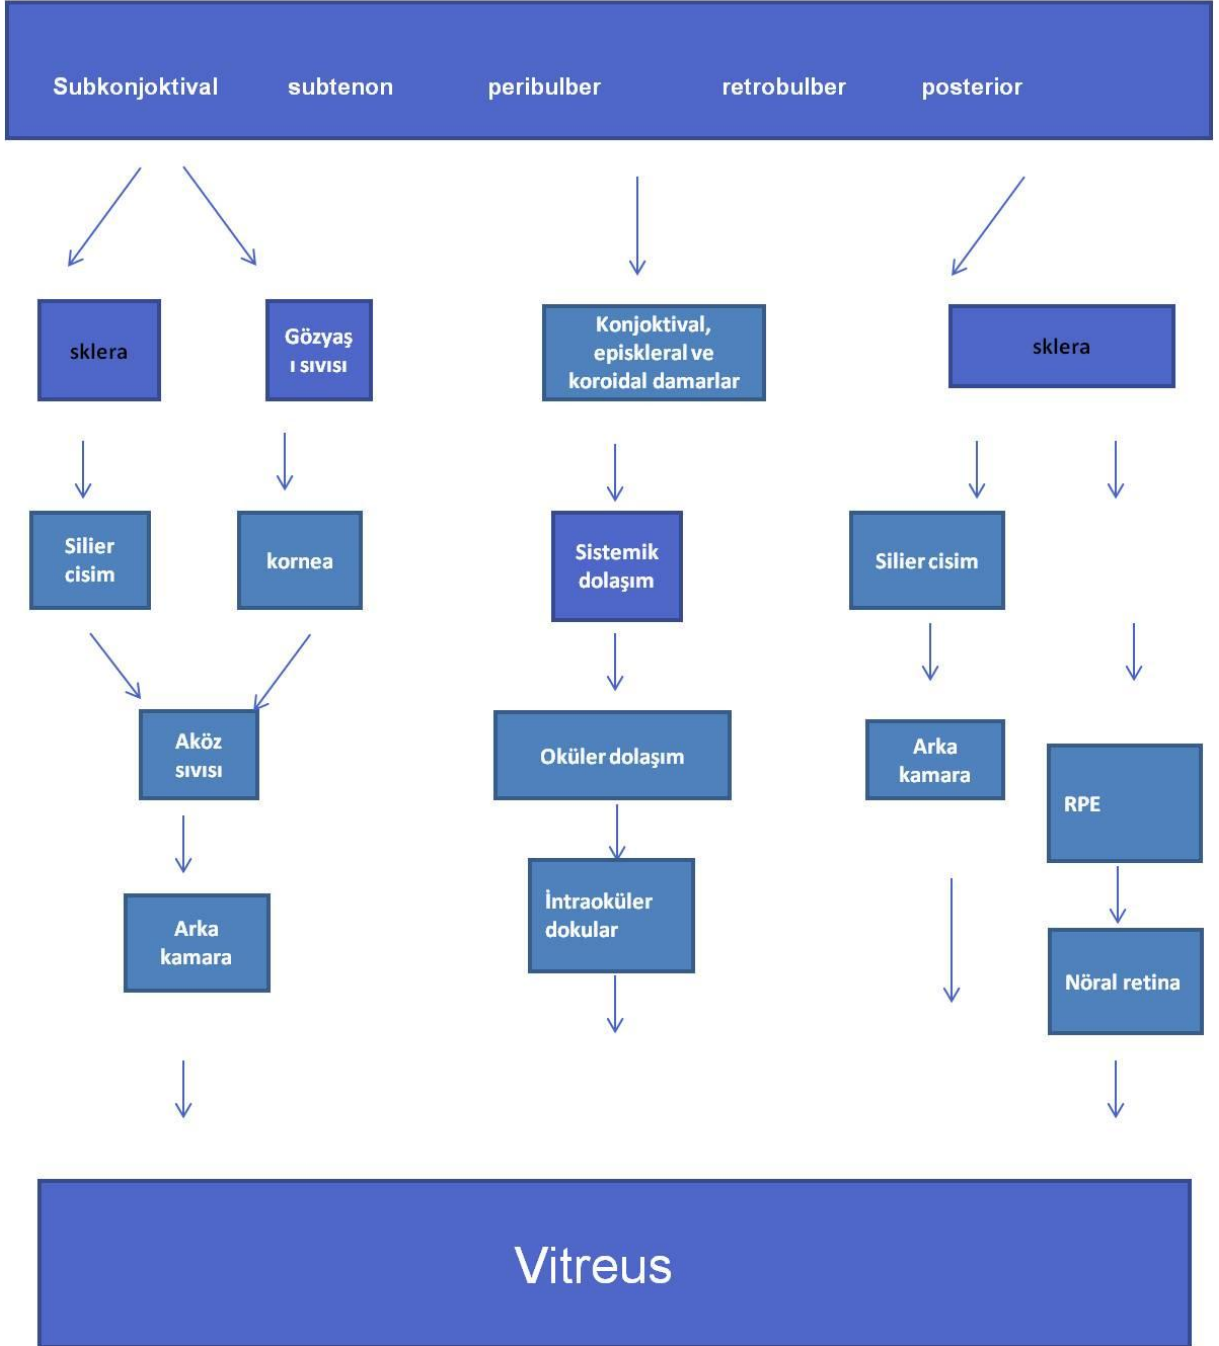 Subkonjoktival subtenon peribulber retrobulber posterior
sklera
Gözyaş
ı sıvısı
Konjoktival,
episkleral ve
koroidal damarlar
sklera
Silier
cisim
kornea
Sistemik
dolaşım
Silier cisim
Aköz
sıvısı
Oküler dolaşım
Arka
kamara
RPE
Arka
kamara
İntraoküler
dokular
Nöral retina
Vitreus